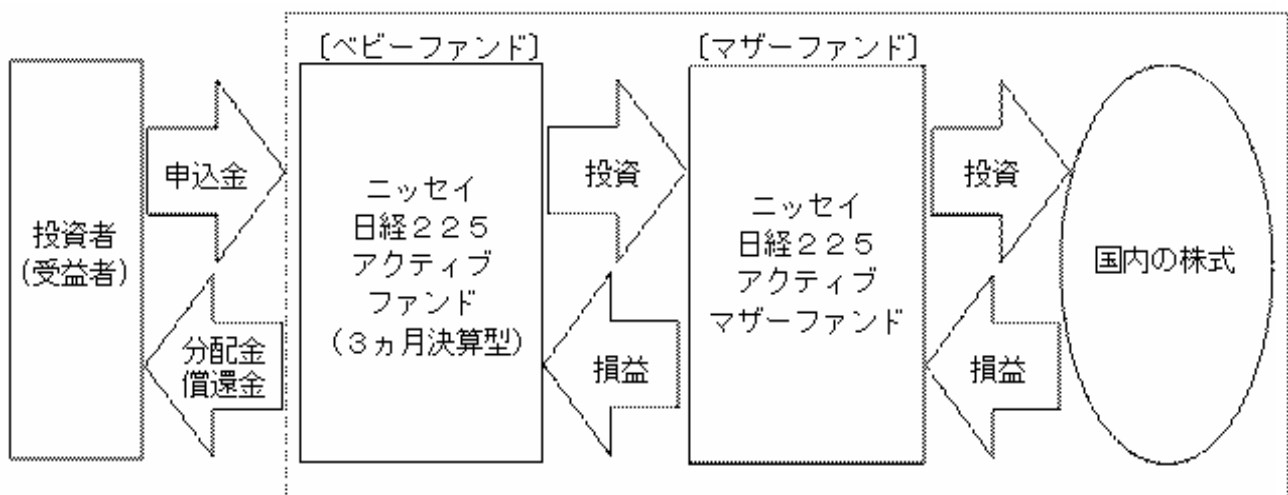 〔ベビーファンド〕
〔マザーファンド〕
投資者
(受益者)
申込金
分配金
償還金
ニッセイ
日経２２５
アクティブ
ファンド
(３ヵ月決算型)
投資
損益
ニッセイ
日経２２５
アクティブ
マザーファンド
投資
損益
国内の株式